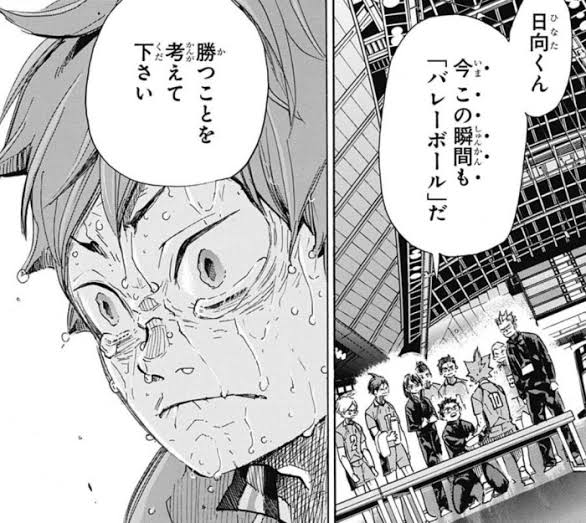 日向くん
今この瞬間も
「バレーボール」だ
勝つことを
考えて
下さい